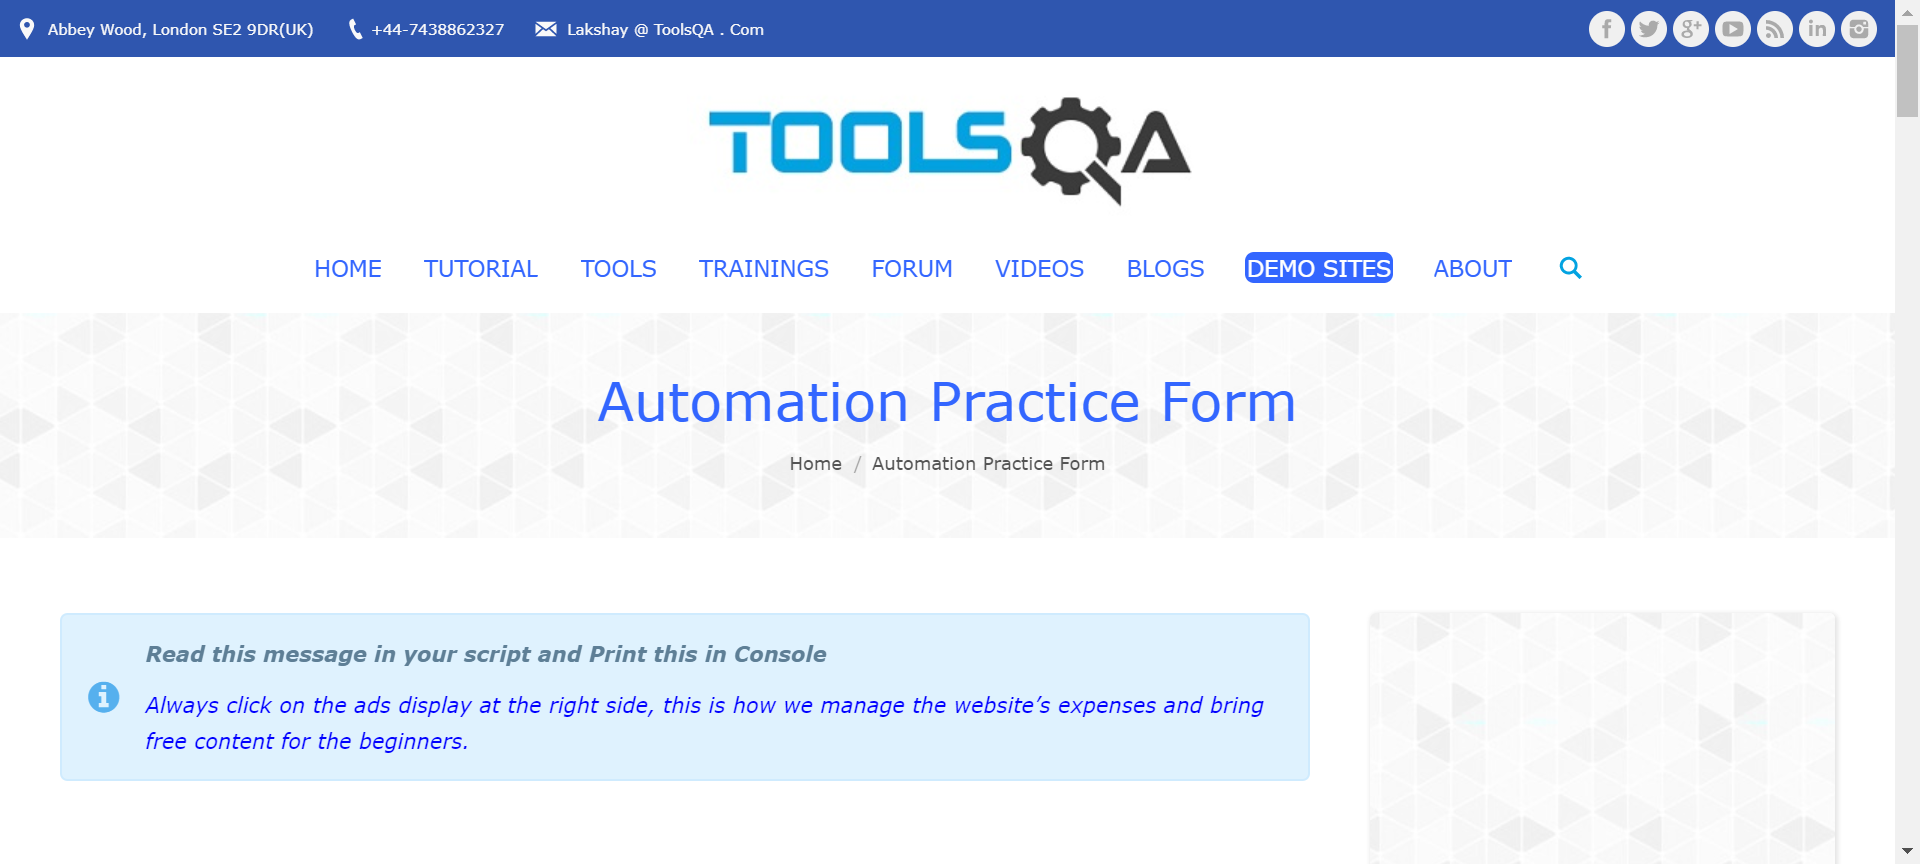 Abbey Wood, London SE2 9DR(UK) +44-7438862327 Lakshay @ ToolsQA . Com
TOOLSQA
HOME TUTORIAL TOOLS TRAININGS FORUM VIDEOS BLOGS DEMO SITES ABOUT
Automation Practice Form
Home / Automation Practice Form
Read this message in your script and Print this in Console
Always click on the ads display at the right side, this is how we manage the website’s expenses and bring
free content for the beginners.